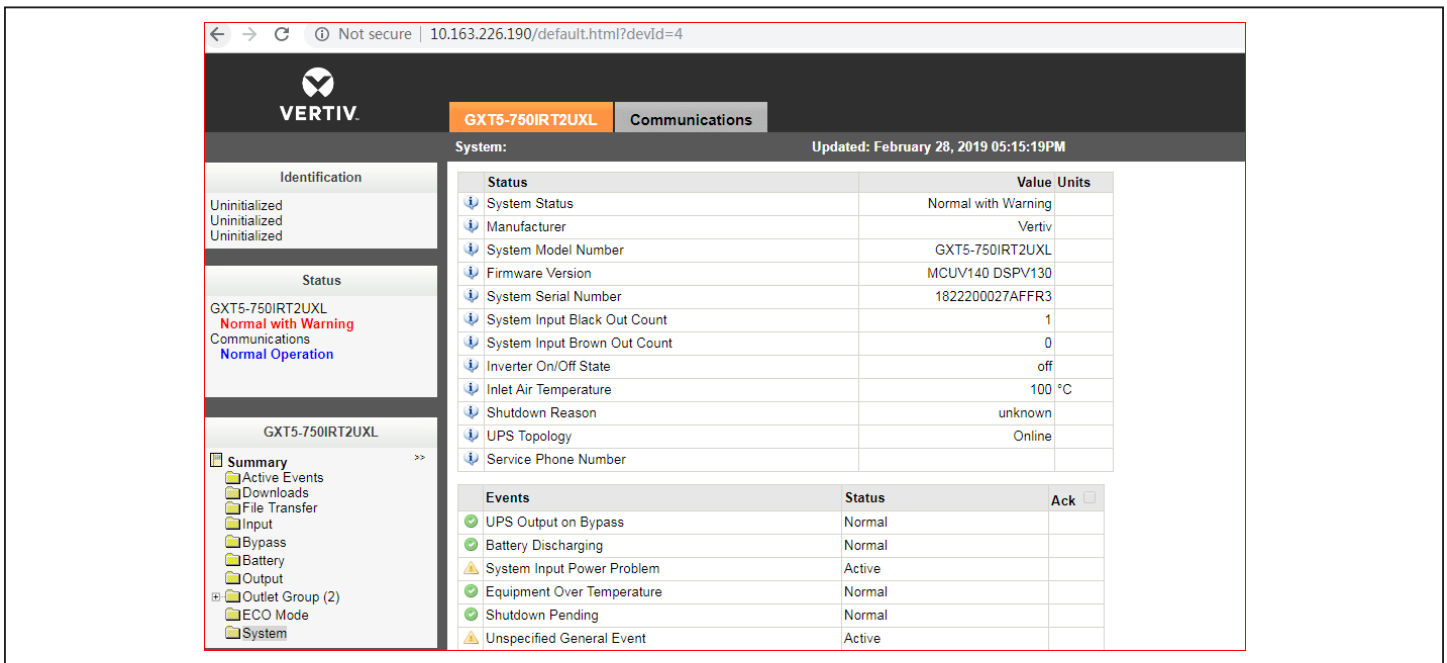 Not secure | 10.163.226.190/default.html?devId=4
VERTIV.
GXT5-750IRT2UXL Communications
System: Updated: February 28, 2019 05:15:19PM
Identification
Uninitialized
Uninitialized
Uninitialized
Status
GXT5-750IRT2UXL
Normal with Warning
Communications
Normal Operation
GXT5-750IRT2UXL
Summary >>
Active Events
Downloads
File Transfer
Input
Bypass
Battery
Output
Outlet Group (2)
ECO Mode
System
Status Value Units
System Status Normal with Warning
Manufacturer Vertiv
System Model Number GXT5-750IRT2UXL
Firmware Version MCUV140 DSPV130
System Serial Number 1822200027AFFR3
System Input Black Out Count 1
System Input Brown Out Count 0
Inverter On/Off State off
Inlet Air Temperature 100 °C
Shutdown Reason unknown
UPS Topology Online
Service Phone Number
Events Status Ack
UPS Output on Bypass Normal
Battery Discharging Normal
System Input Power Problem Active
Equipment Over Temperature Normal
Shutdown Pending Normal
Unspecified General Event Active